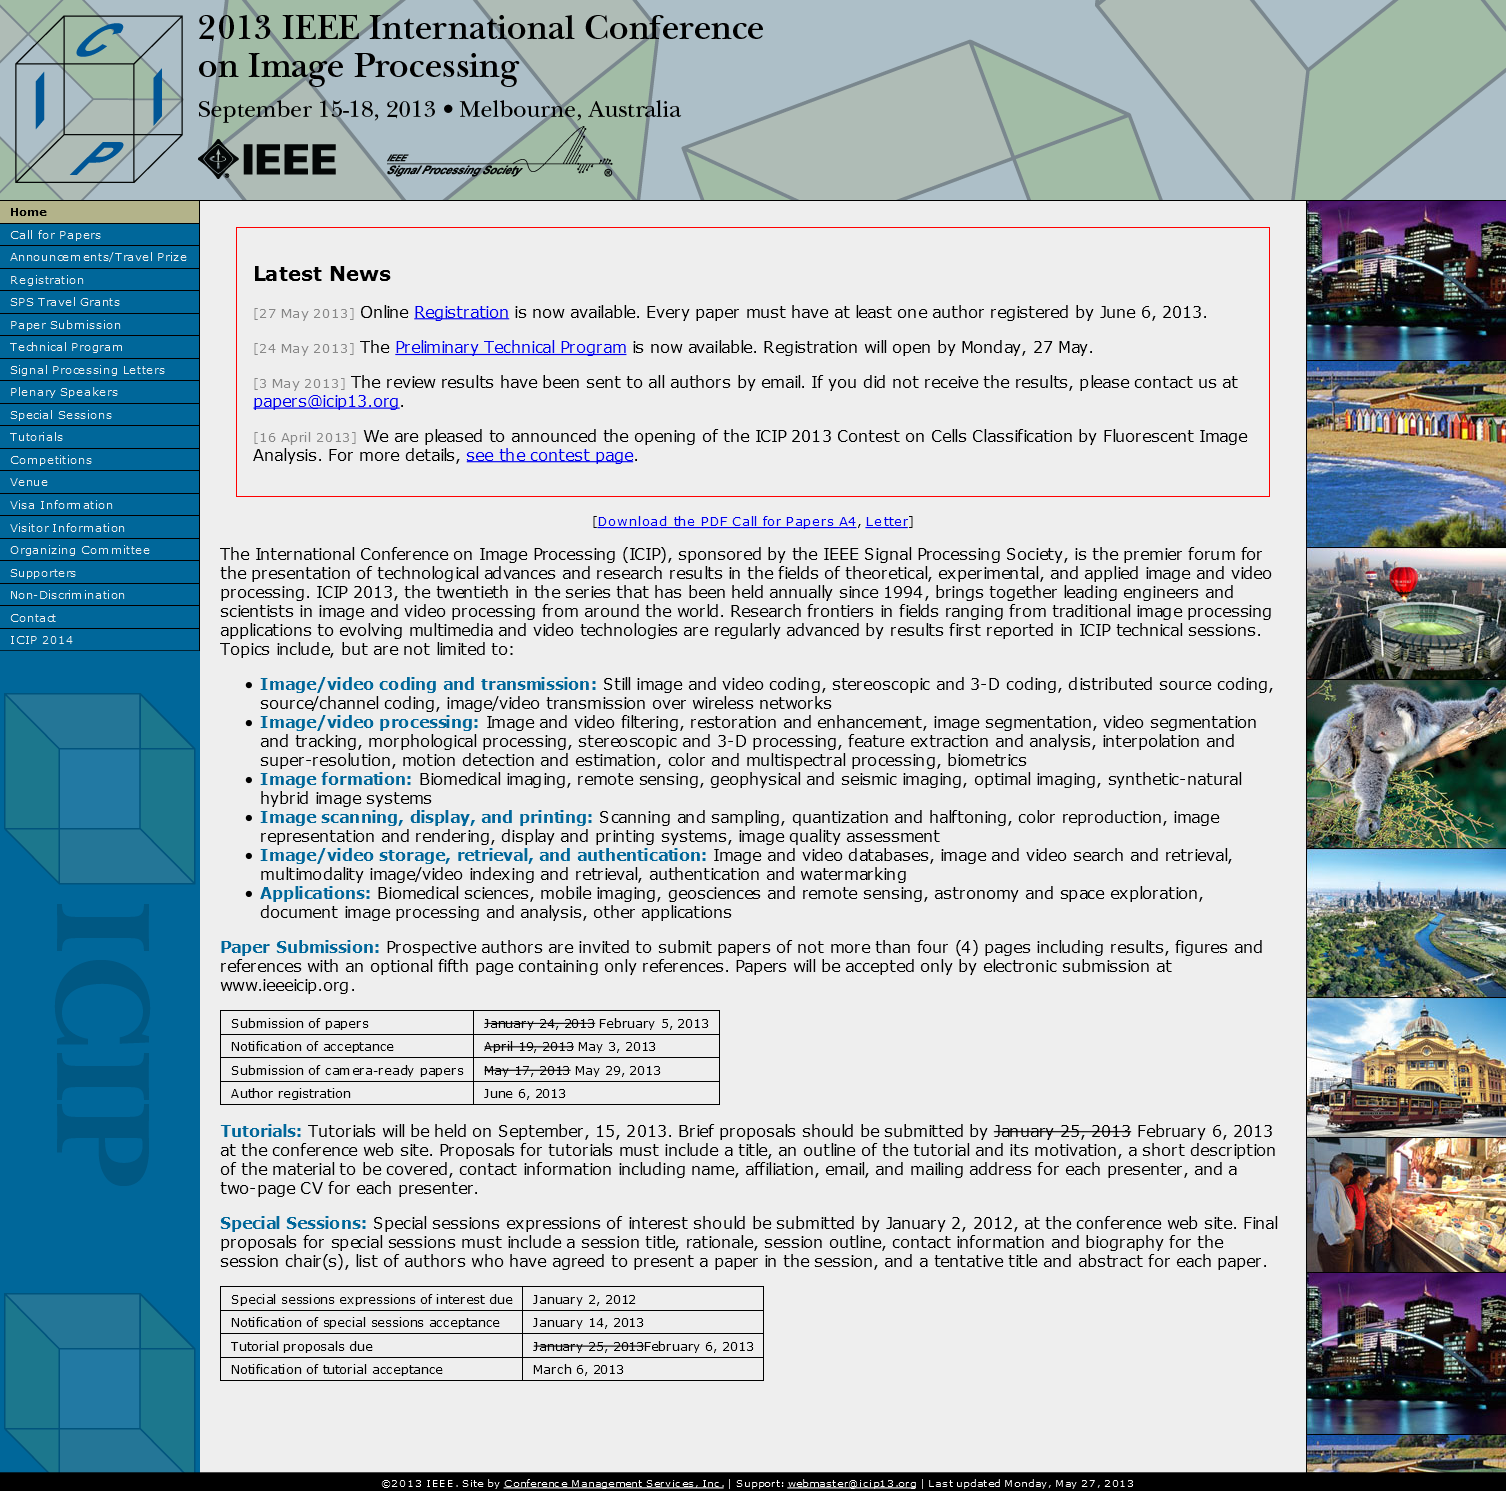 2013 IEEE International Conference
on Image Processing
September 15-18, 2013 • Melbourne, Australia
C
I I
P
IEEE
IEEE
Signal Processing Society
®
Home
Call for Papers
Announcements/Travel Prize
Registration
SPS Travel Grants
Paper Submission
Technical Program
Signal Processing Letters
Plenary Speakers
Special Sessions
Tutorials
Competitions
Venue
Visa Information
Visitor Information
Organizing Committee
Supporters
Non-Discrimination
Contact
ICIP 2014
ICIP
Latest News
[27 May 2013] Online Registration is now available. Every paper must have at least one author registered by June 6, 2013.
[24 May 2013] The Preliminary Technical Program is now available. Registration will open by Monday, 27 May.
[3 May 2013] The review results have been sent to all authors by email. If you did not receive the results, please contact us at
papers@icip13.org.
[16 April 2013] We are pleased to announced the opening of the ICIP 2013 Contest on Cells Classification by Fluorescent Image
Analysis. For more details, see the contest page.
[Download the PDF Call for Papers A4, Letter]
The International Conference on Image Processing (ICIP), sponsored by the IEEE Signal Processing Society, is the premier forum for
the presentation of technological advances and research results in the fields of theoretical, experimental, and applied image and video
processing. ICIP 2013, the twentieth in the series that has been held annually since 1994, brings together leading engineers and
scientists in image and video processing from around the world. Research frontiers in fields ranging from traditional image processing
applications to evolving multimedia and video technologies are regularly advanced by results first reported in ICIP technical sessions.
Topics include, but are not limited to:
• Image/video coding and transmission: Still image and video coding, stereoscopic and 3-D coding, distributed source coding,
source/channel coding, image/video transmission over wireless networks
• Image/video processing: Image and video filtering, restoration and enhancement, image segmentation, video segmentation
and tracking, morphological processing, stereoscopic and 3-D processing, feature extraction and analysis, interpolation and
super-resolution, motion detection and estimation, color and multispectral processing, biometrics
• Image formation: Biomedical imaging, remote sensing, geophysical and seismic imaging, optimal imaging, synthetic-natural
hybrid image systems
• Image scanning, display, and printing: Scanning and sampling, quantization and halftoning, color reproduction, image
representation and rendering, display and printing systems, image quality assessment
• Image/video storage, retrieval, and authentication: Image and video databases, image and video search and retrieval,
multimodality image/video indexing and retrieval, authentication and watermarking
• Applications: Biomedical sciences, mobile imaging, geosciences and remote sensing, astronomy and space exploration,
document image processing and analysis, other applications
Paper Submission: Prospective authors are invited to submit papers of not more than four (4) pages including results, figures and
references with an optional fifth page containing only references. Papers will be accepted only by electronic submission at
www.ieeeicip.org.
Submission of papers January 24, 2013 February 5, 2013
Notification of acceptance April 19, 2013 May 3, 2013
Submission of camera-ready papers May 17, 2013 May 29, 2013
Author registration June 6, 2013
Tutorials: Tutorials will be held on September, 15, 2013. Brief proposals should be submitted by January 25, 2013 February 6, 2013
at the conference web site. Proposals for tutorials must include a title, an outline of the tutorial and its motivation, a short description
of the material to be covered, contact information including name, affiliation, email, and mailing address for each presenter, and a
two-page CV for each presenter.
Special Sessions: Special sessions expressions of interest should be submitted by January 2, 2012, at the conference web site. Final
proposals for special sessions must include a session title, rationale, session outline, contact information and biography for the
session chair(s), list of authors who have agreed to present a paper in the session, and a tentative title and abstract for each paper.
Special sessions expressions of interest due January 2, 2012
Notification of special sessions acceptance January 14, 2013
Tutorial proposals due January 25, 2013February 6, 2013
Notification of tutorial acceptance March 6, 2013
©2013 IEEE. Site by Conference Management Services, Inc. | Support: webmaster@icip13.org | Last updated Monday, May 27, 2013